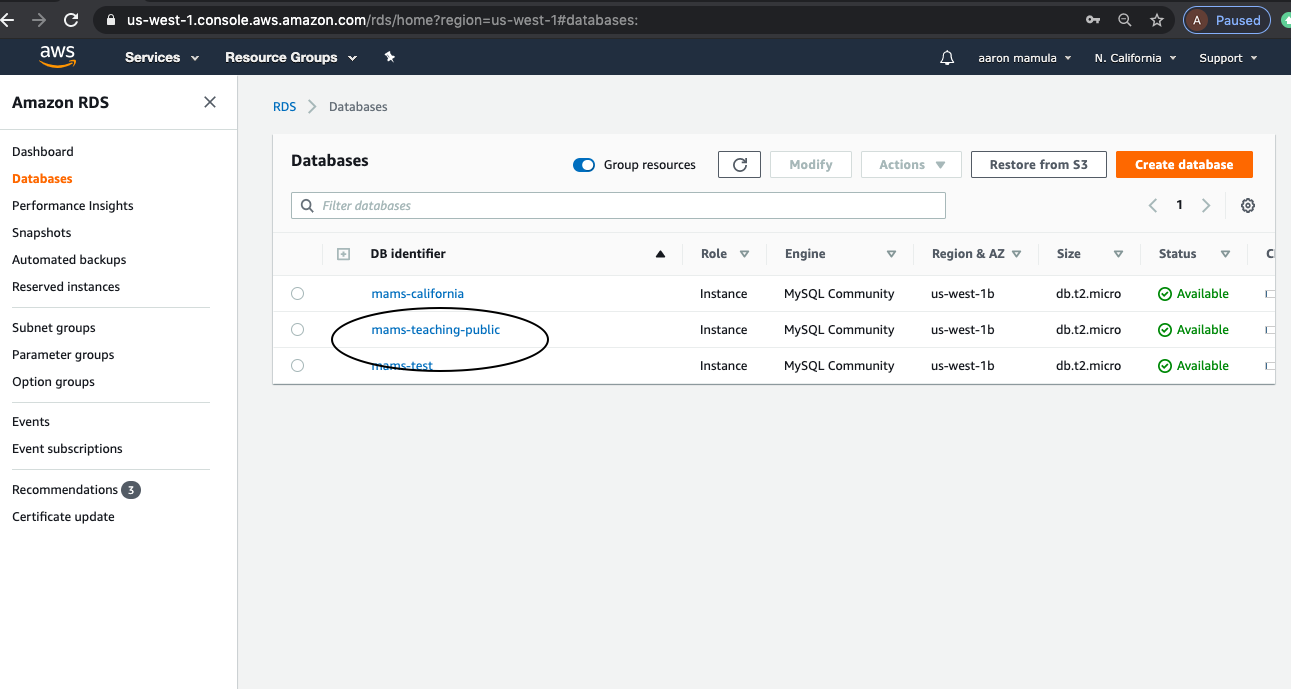 us-west-1.console.aws.amazon.com/rds/home?region=us-west-1#databases:
A Paused
aws Services Resource Groups aaron mamula N. California Support
Amazon RDS
Dashboard
Databases
Performance Insights
Snapshots
Automated backups
Reserved instances
Subnet groups
Parameter groups
Option groups
Events
Event subscriptions
Recommendations 3
Certificate update
RDS Databases
Databases Group resources Modify Actions Restore from S3 Create database
Filter databases 1
DB identifier Role Engine Region & AZ Size Status
mams-california Instance MySQL Community us-west-1b db.t2.micro Available
mams-teaching-public Instance MySQL Community us-west-1b db.t2.micro Available
mams-test Instance MySQL Community us-west-1b db.t2.micro Available